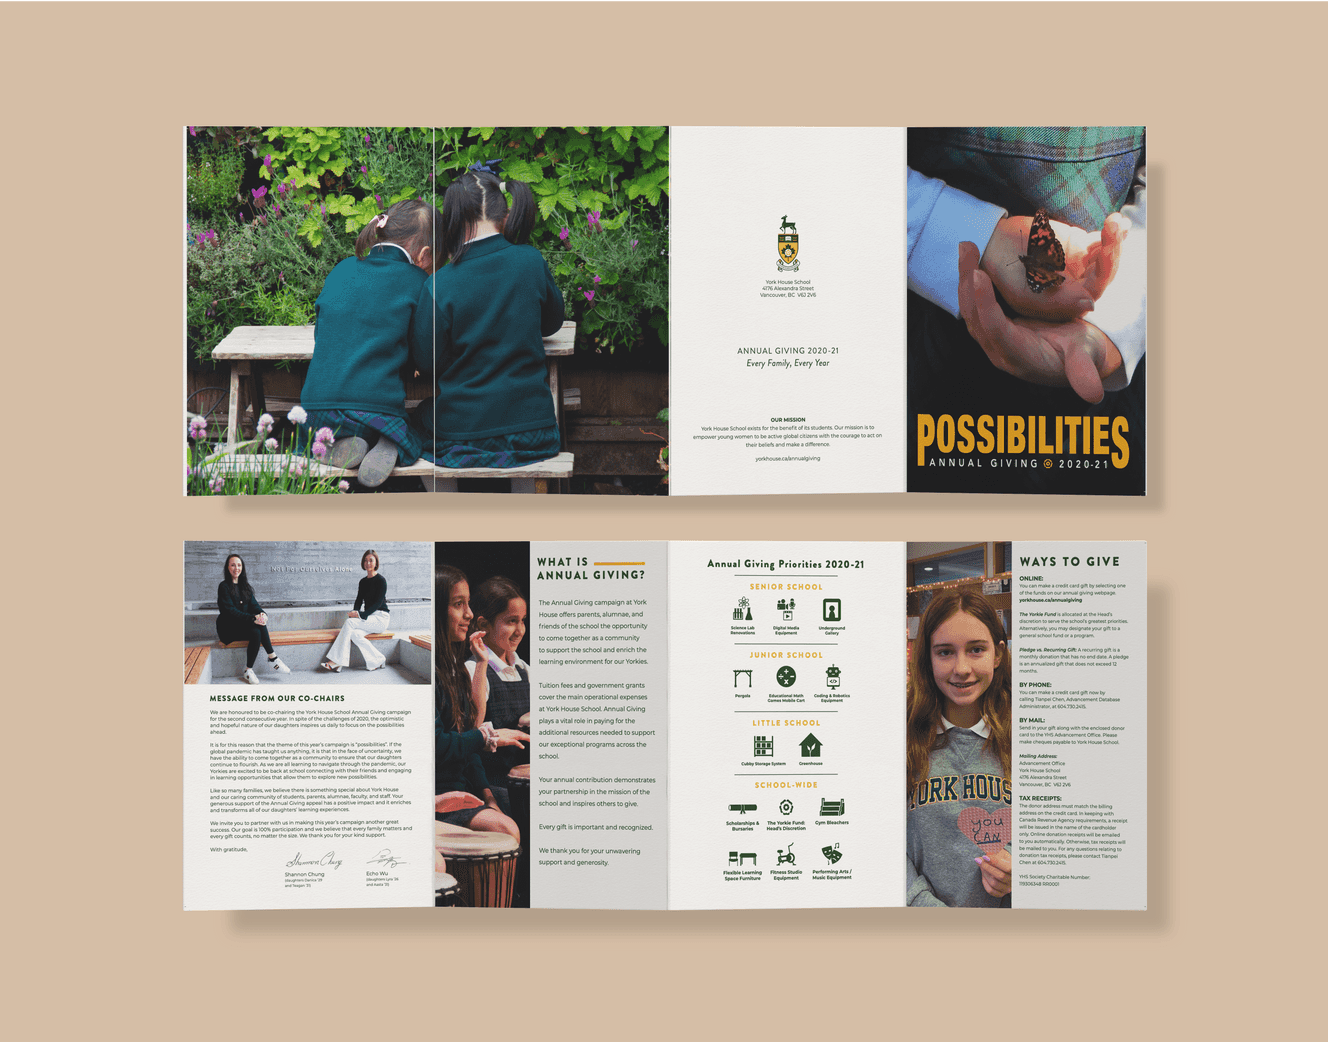 York House School
4176 Alexandra Street
Vancouver, BC V6J 2V6
ANNUAL GIVING 2020-21
Every Family, Every Year
OUR MISSION
York House School exists for the benefit of its students. Our mission is to
empower young women to be active global citizens with the courage to act on
their beliefs and make a difference.
yorkhouse.ca/annualgiving
POSSIBILITIES
ANNUAL GIVING 2020-21
Not For Ourselves Alone
MESSAGE FROM OUR CO-CHAIRS
We are honoured to be co-chairing the York House School Annual Giving campaign
for the second consecutive year. In spite of the challenges of 2020, the optimistic
and hopeful nature of our daughters inspires us daily to focus on the possibilities
ahead.
It is for this reason that the theme of this year's campaign is "possibilities". If the
global pandemic has taught us anything, it is that in the face of uncertainty, we
have the ability to come together as a community to ensure that our daughters
continue to flourish. As we are all learning to navigate through the pandemic, our
Yorkies are excited to be back at school connecting with their friends and engaging
in learning opportunities that allow them to explore new possibilities.
Like so many families, we believe there is something special about York House
and our caring community of students, parents, alumnae, faculty, and staff. Your
generous support of the Annual Giving appeal has a positive impact and it enriches
and transforms all of our daughters' learning experiences.
We invite you to partner with us in making this year's campaign another great
success. Our goal is 100% participation and we believe that every family matters and
every gift counts, no matter the size. We thank you for your kind support.
With gratitude,
Shannon Chung
Shannon Chung
Echo Wu
WHAT IS
ANNUAL GIVING?
The Annual Giving campaign at York
House offers parents, alumnae, and
friends of the school the opportunity
to come together as a community
to support the school and enrich the
learning environment for our Yorkies.
Tuition fees and government grants
cover the main operational expenses
at York House School. Annual Giving
plays a vital role in paying for the
additional resources needed to support
our exceptional programs across the
school.
Your annual contribution demonstrates
your partnership in the mission of the
school and inspires others to give.
Every gift is important and recognized.
We thank you for your unwavering
support and generosity.
Annual Giving Priorities 2020-21
SENIOR SCHOOL
Science Lab
Renovations
Digital Media
Equipment
Underground
Gallery
JUNIOR SCHOOL
Pergola
Educational Math
Games Mobile Cart
Coding & Robotics
Equipment
LITTLE SCHOOL
Cubby Storage System
Greenhouse
SCHOOL-WIDE
Scholarships &
Bursaries
The Yorkie Fund:
Head's Discretion
Gym Bleachers
Flexible Learning
Space Furniture
Fitness Studio
Equipment
Performing Arts /
Music Equipment
YORK HOUS
YOU
CAN
WAYS TO GIVE
ONLINE:
You can make a credit card gift by selecting one
of the funds on our annual giving webpage.
yorkhouse.ca/annualgiving
The Yorkie Fund is allocated at the Head's
discretion to serve the school's greatest priorities.
Alternatively, you may designate your gift to a
general school fund or a program.
Pledge vs. Recurring Gift: A recurring gift is a
monthly donation that has no end date. A pledge
is an annualized gift that does not exceed 12
months.
BY PHONE:
You can make a credit card gift now by
calling Tianpei Chen, Advancement Database
Administrator, at 604.730.2415.
BY MAIL:
Send in your gift along with the enclosed donor
card to the YHS Advancement Office. Please
make cheques payable to York House School.
Mailing Address:
Advancement Office
York House School
4176 Alexandra Street
Vancouver, BC V6J 2V6
TAX RECEIPTS:
The donor address must match the billing
address on the credit card. In keeping with
Canada Revenue Agency requirements, a receipt
will be issued in the name of the cardholder
only. Online donation receipts will be emailed
to you automatically. Otherwise, tax receipts will
be mailed to you. For any questions relating to
donation tax receipts, please contact Tianpei
Chen at 604.730.2415.
YHS Society Charitable Number: